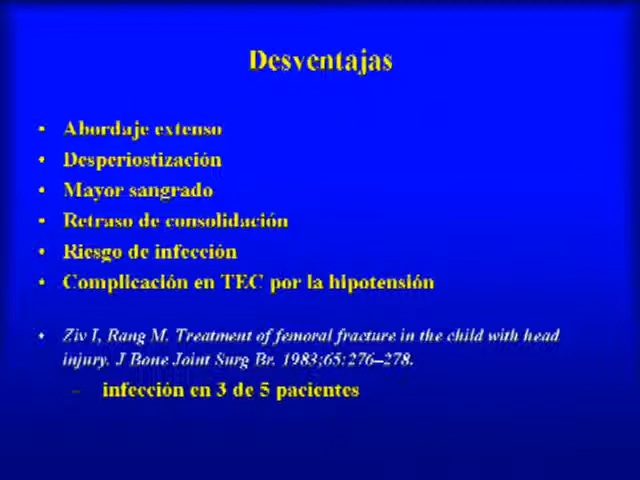 Desventajas
• Abordaje extenso
• Desperiostización
• Mayor sangrado
• Retraso de consolidación
• Riesgo de infección
• Complicación en TEC por la hipotensión
• Ziv I, Rang M. Treatment of femoral fracture in the child with head
injury. J Bone Joint Surg Br. 1983;65:276–278.
– infección en 3 de 5 pacientes